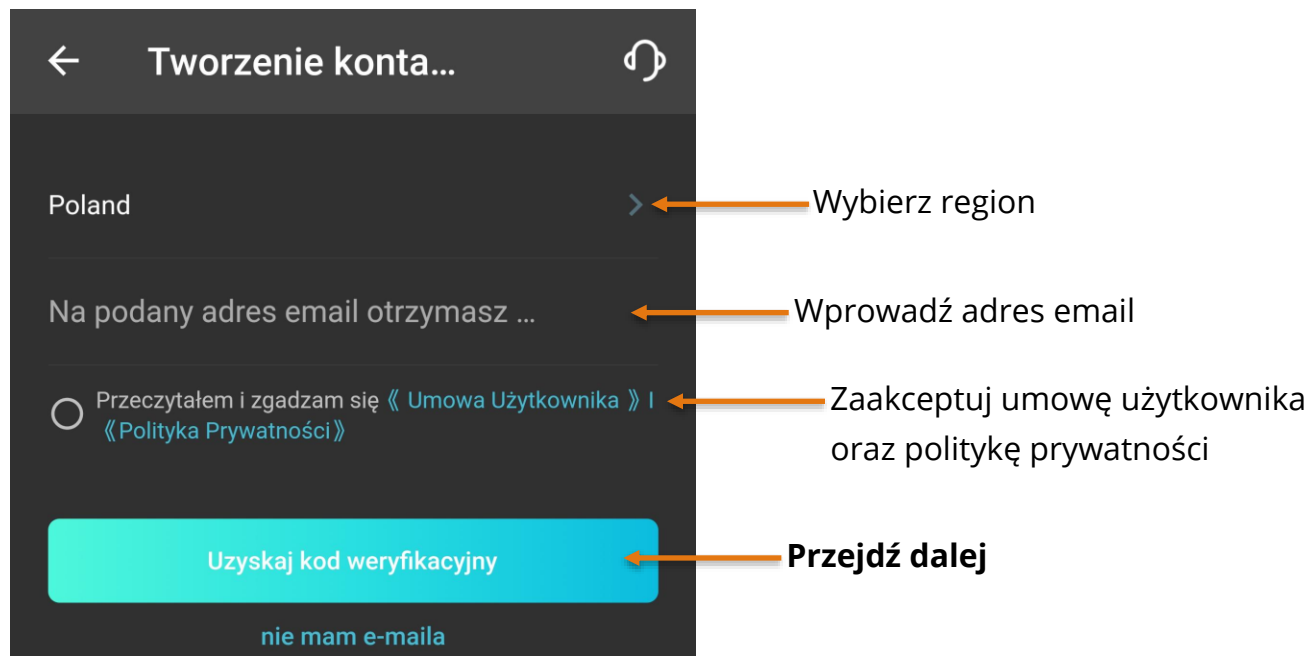 Tworzenie konta...
Poland
Wybierz region
Na podany adres email otrzymasz ...
Wprowadź adres email
Przeczytałem i zgadzam się《 Umowa Użytkownika 》I
《Polityka Prywatności》
Zaakceptuj umowę użytkownika
oraz politykę prywatności
Uzyskaj kod weryfikacyjny
Przejdź dalej
nie mam e-maila